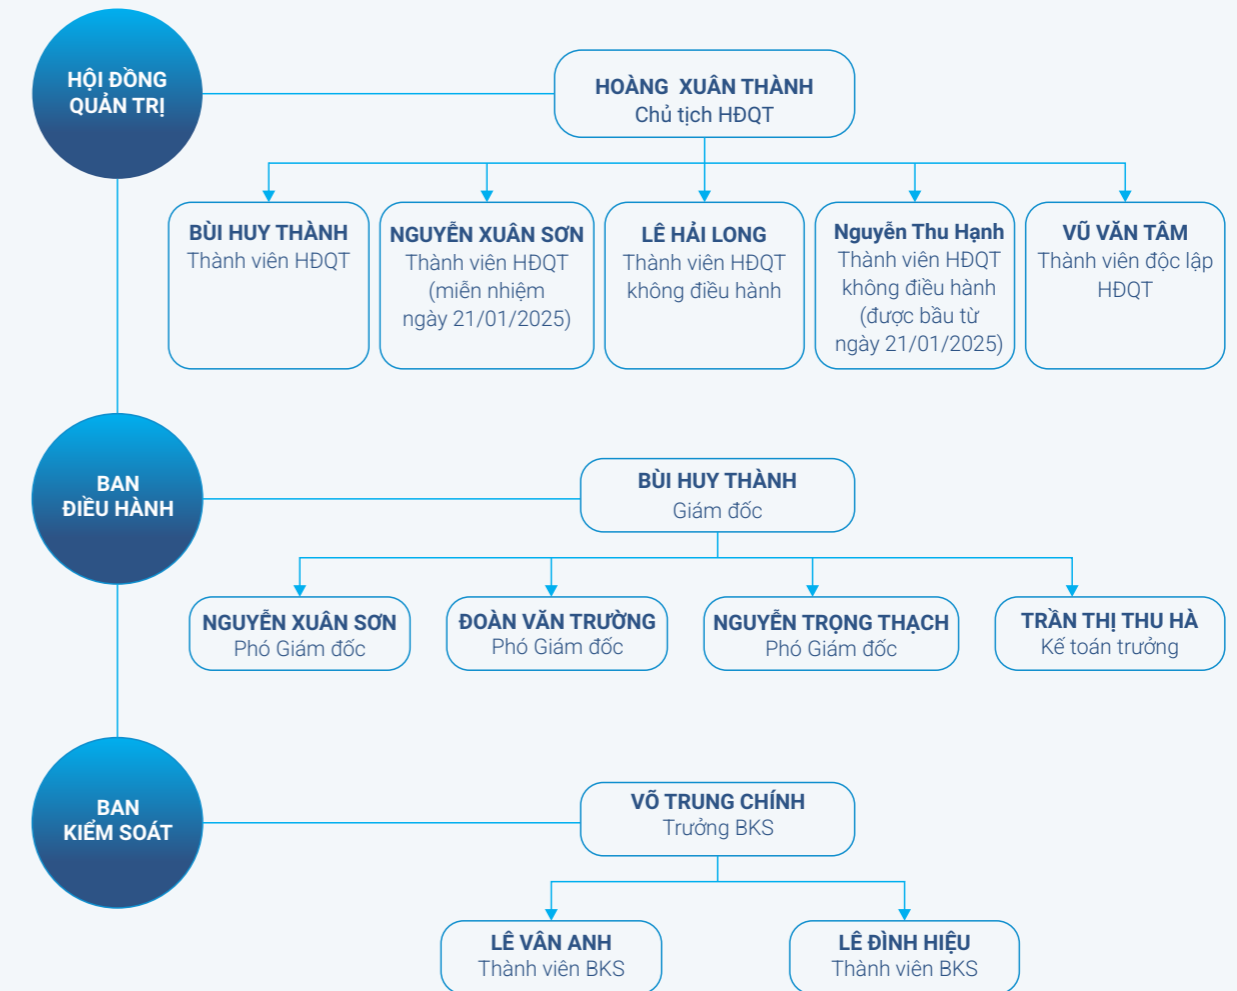 HỘI ĐỒNG
QUẢN TRỊ
HOÀNG XUÂN THÀNH
Chủ tịch HĐQT
BÙI HUY THÀNH
Thành viên HĐQT
NGUYỄN XUÂN SƠN
Thành viên HĐQT
(miễn nhiệm
ngày 21/01/2025)
LÊ HẢI LONG
Thành viên HĐQT
không điều hành
Nguyễn Thu Hạnh
Thành viên HĐQT
không điều hành
(được bầu từ
ngày 21/01/2025)
VŨ VĂN TÂM
Thành viên độc lập
HĐQT
BAN
ĐIỀU HÀNH
BÙI HUY THÀNH
Giám đốc
NGUYỄN XUÂN SƠN
Phó Giám đốc
ĐOÀN VĂN TRƯỜNG
Phó Giám đốc
NGUYỄN TRỌNG THẠCH
Phó Giám đốc
TRẦN THỊ THU HÀ
Kế toán trưởng
BAN
KIỂM SOÁT
VÕ TRUNG CHÍNH
Trưởng BKS
LÊ VÂN ANH
Thành viên BKS
LÊ ĐÌNH HIỆU
Thành viên BKS